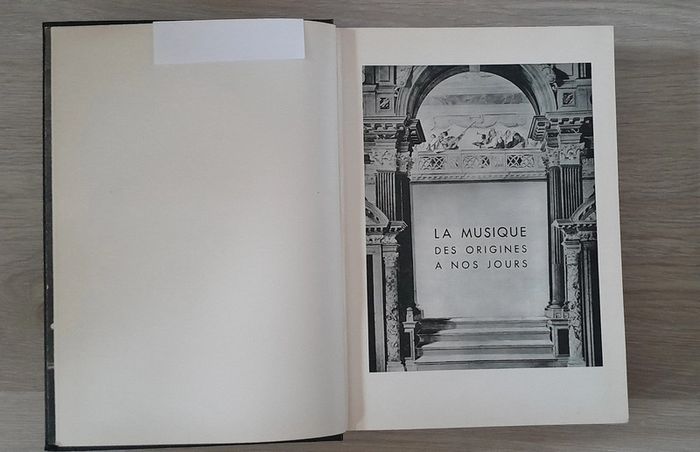 LA MUSIQUE
DES ORIGINES
A NOS JOURS